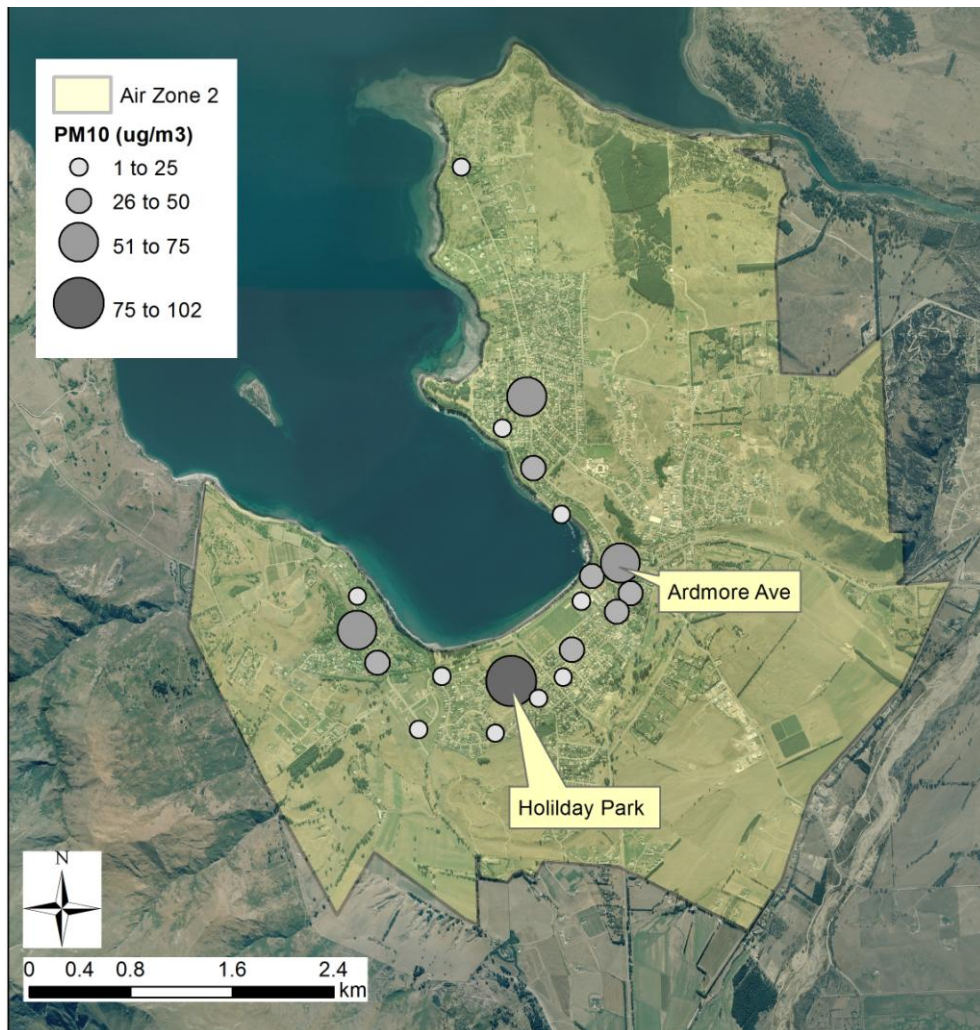 Air Zone 2
PM10 (ug/m3)
1 to 25
26 to 50
51 to 75
75 to 102
Ardmore Ave
Holilday Park
N
0 0.4 0.8 1.6 2.4
km